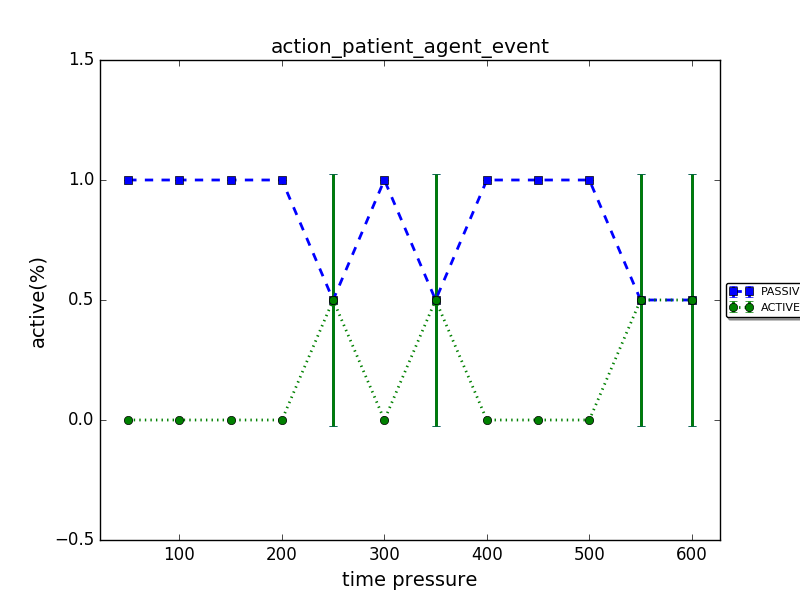 action_patient_agent_event
1.5
1.0
0.5
0.0
−0.5
active(%)
100 200 300 400 500 600
time pressure
PASSIV
ACTIVE